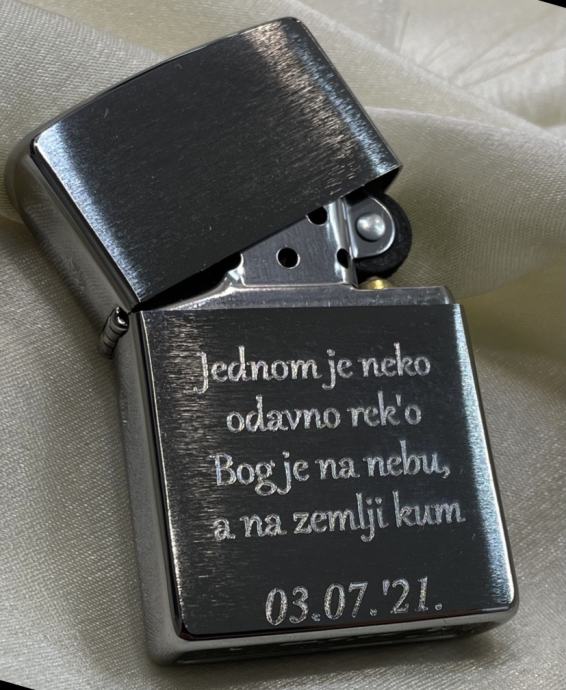 Jednom je neko
odavno rek'o
Bog je na nebu,
a na zemlji kum
03.07.'21.